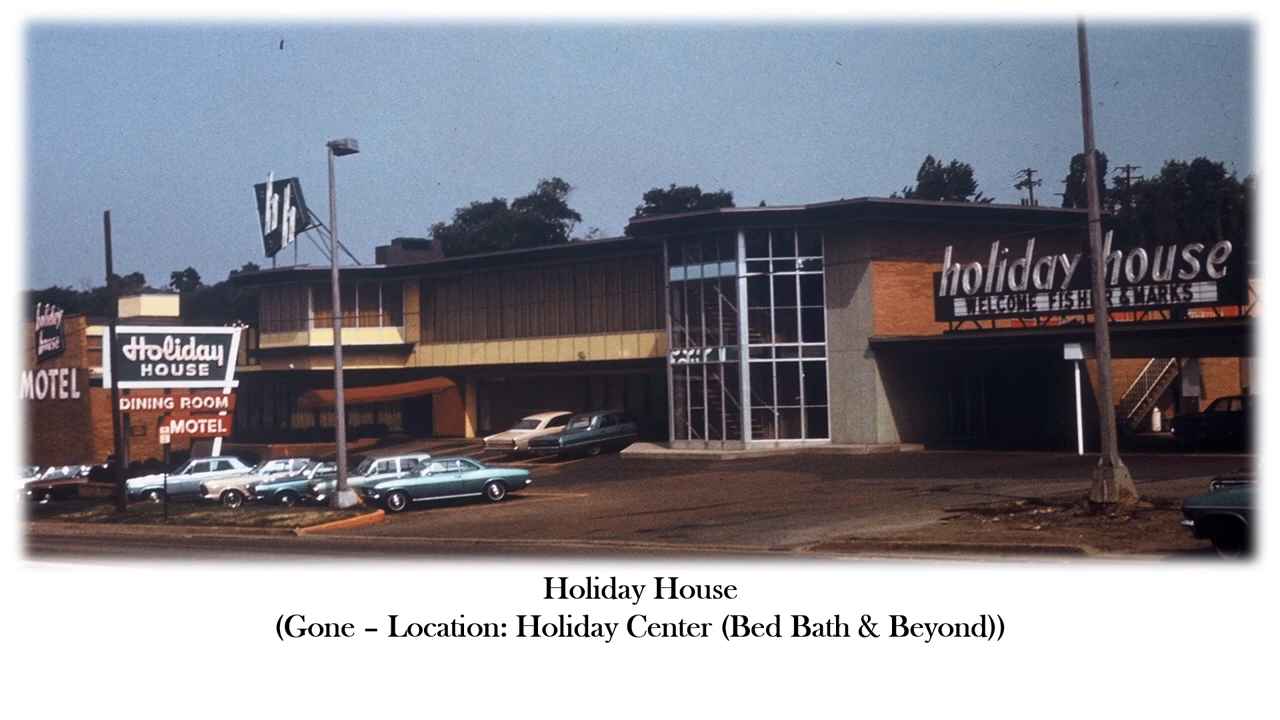 hh
holiday house
WELCOME FISHER & MARKS
holiday
house
MOTEL
Holiday
HOUSE
DINING ROOM
MOTEL
Holiday House
(Gone – Location: Holiday Center (Bed Bath & Beyond))